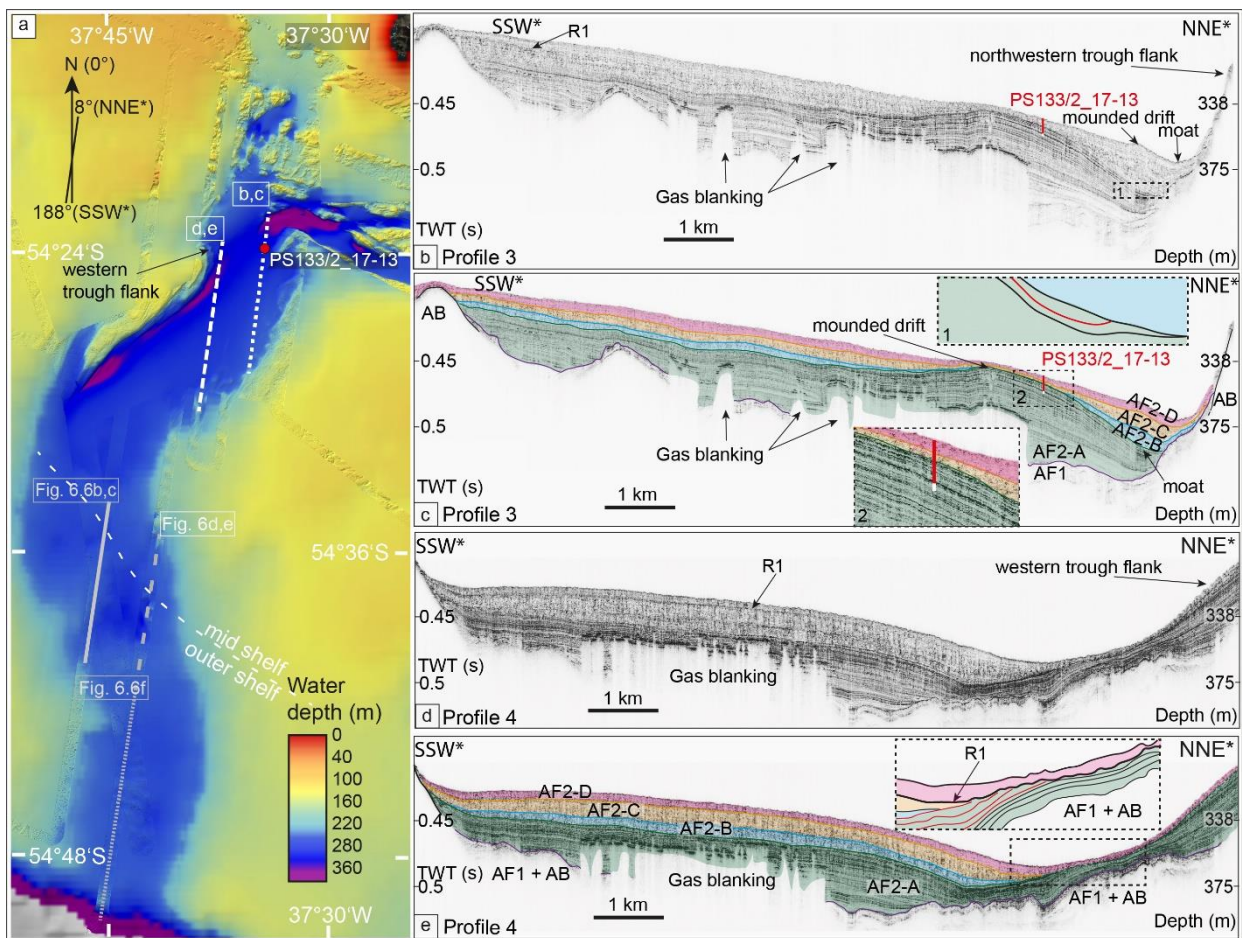 a
37°45'W
37°30'W
N (0°)
8°(NNE*)
188°(SSW*)
b,c
d,e
54°24'S
PS133/2_17-13
western
trough flank
Fig. 6.6b,c
Fig. 6d,e
54°36'S
mid shelf
outer shelf
Fig. 6.6f
Water
depth (m)
0
40
100
160
220
280
360
54°48'S
37°30'W
SSW*
NNE*
R1
northwestern trough flank
PS133/2_17-13
mounded drift
moat
0.45
338
0.5
375
Gas blanking
1
TWT (s)
1 km
b Profile 3
Depth (m)
SSW*
NNE*
AB
1
mounded drift
PS133/2_17-13
0.45
338
2
AF2-D
AF2-C
AF2-B
AB
0.5
375
Gas blanking
AF2-A
AF1
moat
TWT (s)
1 km
2
c Profile 3
Depth (m)
SSW*
NNE*
R1
western trough flank
0.45
338
TWT (s)
Gas blanking
0.5
375
1 km
d Profile 4
Depth (m)
SSW*
NNE*
R1
AF1 + AB
AF2-D
AF2-C
AF2-B
0.45
338
TWT (s)
AF1 + AB
Gas blanking
AF2-A
0.5
375
AF1 + AB
1 km
e Profile 4
Depth (m)